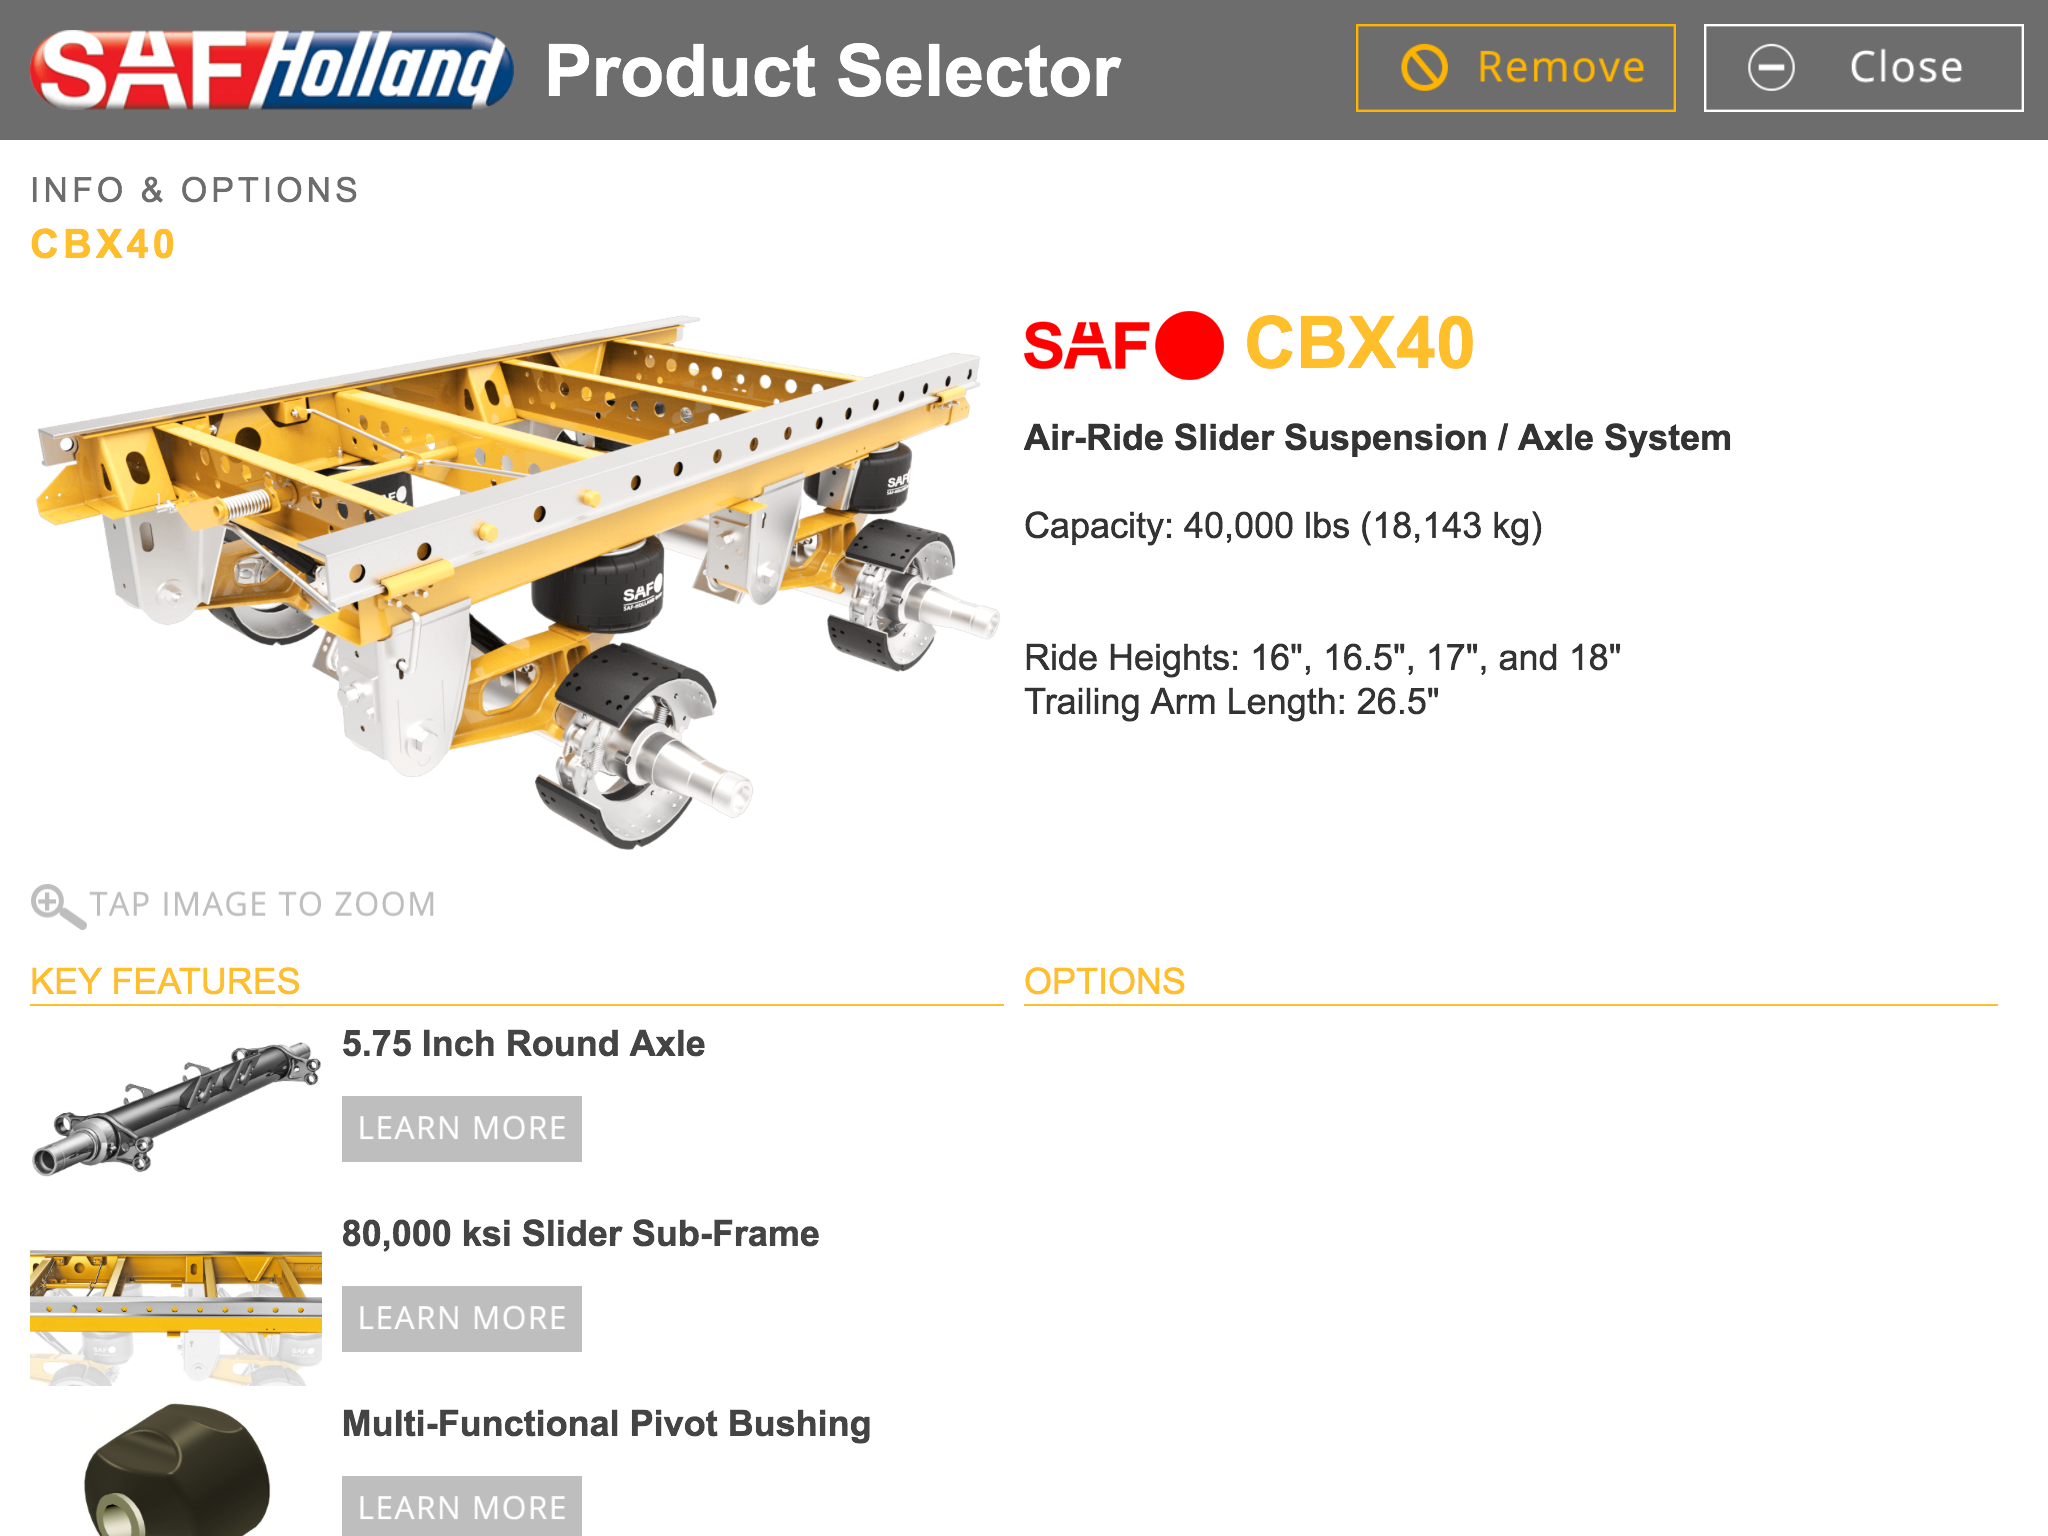 SAF Holland Product Selector
Remove
Close
INFO & OPTIONS
CBX40
SAF CBX40
Air-Ride Slider Suspension / Axle System
Capacity: 40,000 lbs (18,143 kg)
Ride Heights: 16", 16.5", 17", and 18"
Trailing Arm Length: 26.5"
SAF
SAF
SAF
TAP IMAGE TO ZOOM
KEY FEATURES
OPTIONS
5.75 Inch Round Axle
LEARN MORE
80,000 ksi Slider Sub-Frame
LEARN MORE
Multi-Functional Pivot Bushing
LEARN MORE